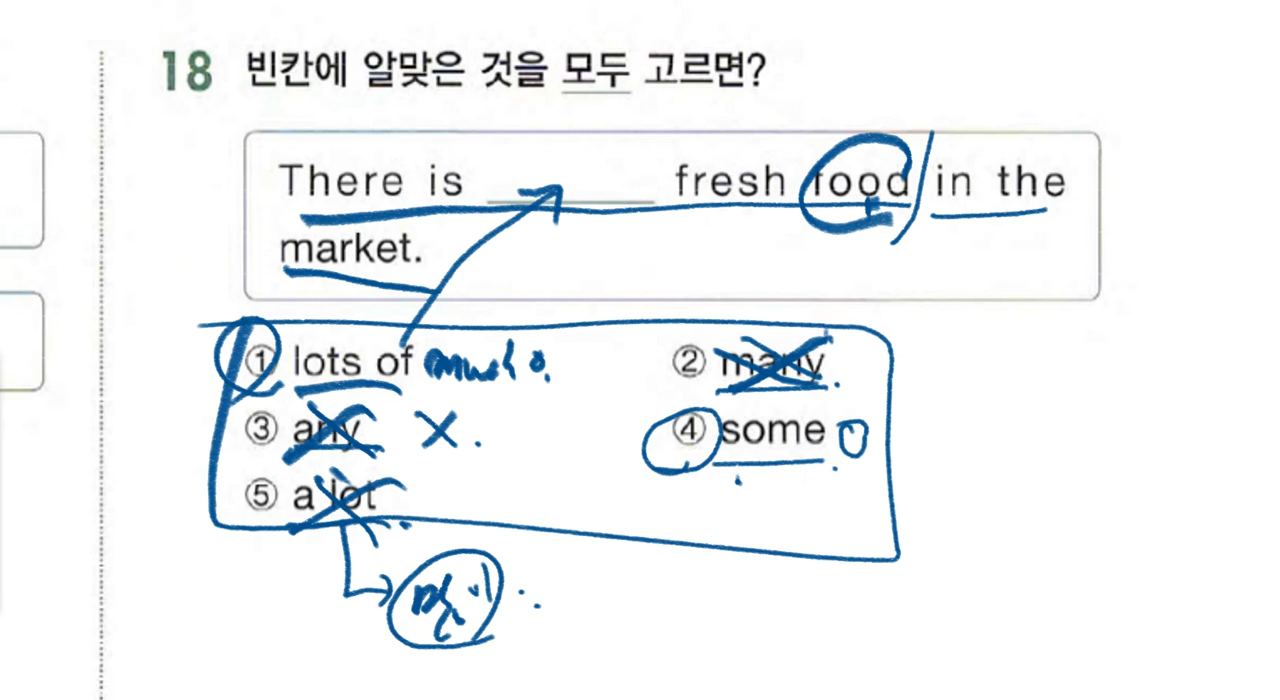 18 빈칸에 알맞은 것을 모두 고르면?
There is ________ fresh food in the
market.
① lots of much o. ② many
③ any X. ④ some O
⑤ a lot
많이